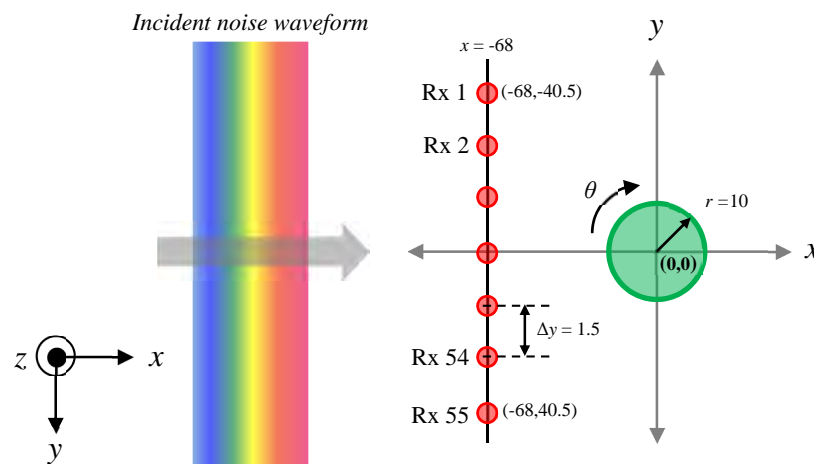 Incident noise waveform
x = -68
y
Rx 1
(-68,-40.5)
Rx 2
θ
r =10
x
(0,0)
Δy = 1.5
z
x
Rx 54
y
Rx 55
(-68,40.5)